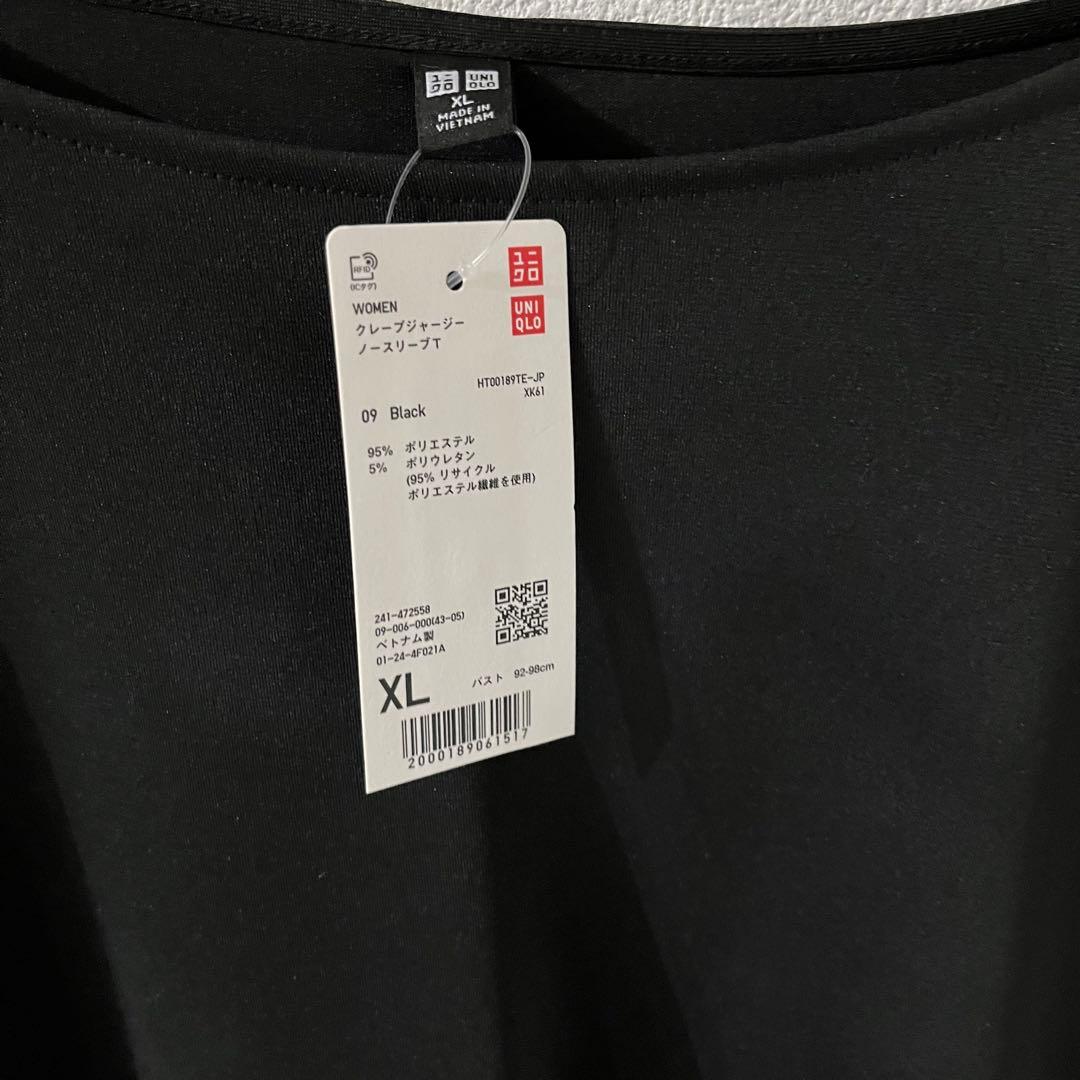 ユニ
クロ
UNI
QLO
XL
MADE IN
VIETNAM
RFID
(ICタグ)
ユニ
クロ
UNI
QLO
WOMEN
クレープジャージー
ノースリーブT
HT00189TE-JP
XK61
09 Black
95% ポリエステル
5% ポリウレタン
(95% リサイクル
ポリエステル繊維を使用)
241-472558
09-006-000(43-05)
ベトナム製
01-24-4F021A
XL バスト 92-98cm
2000189061517